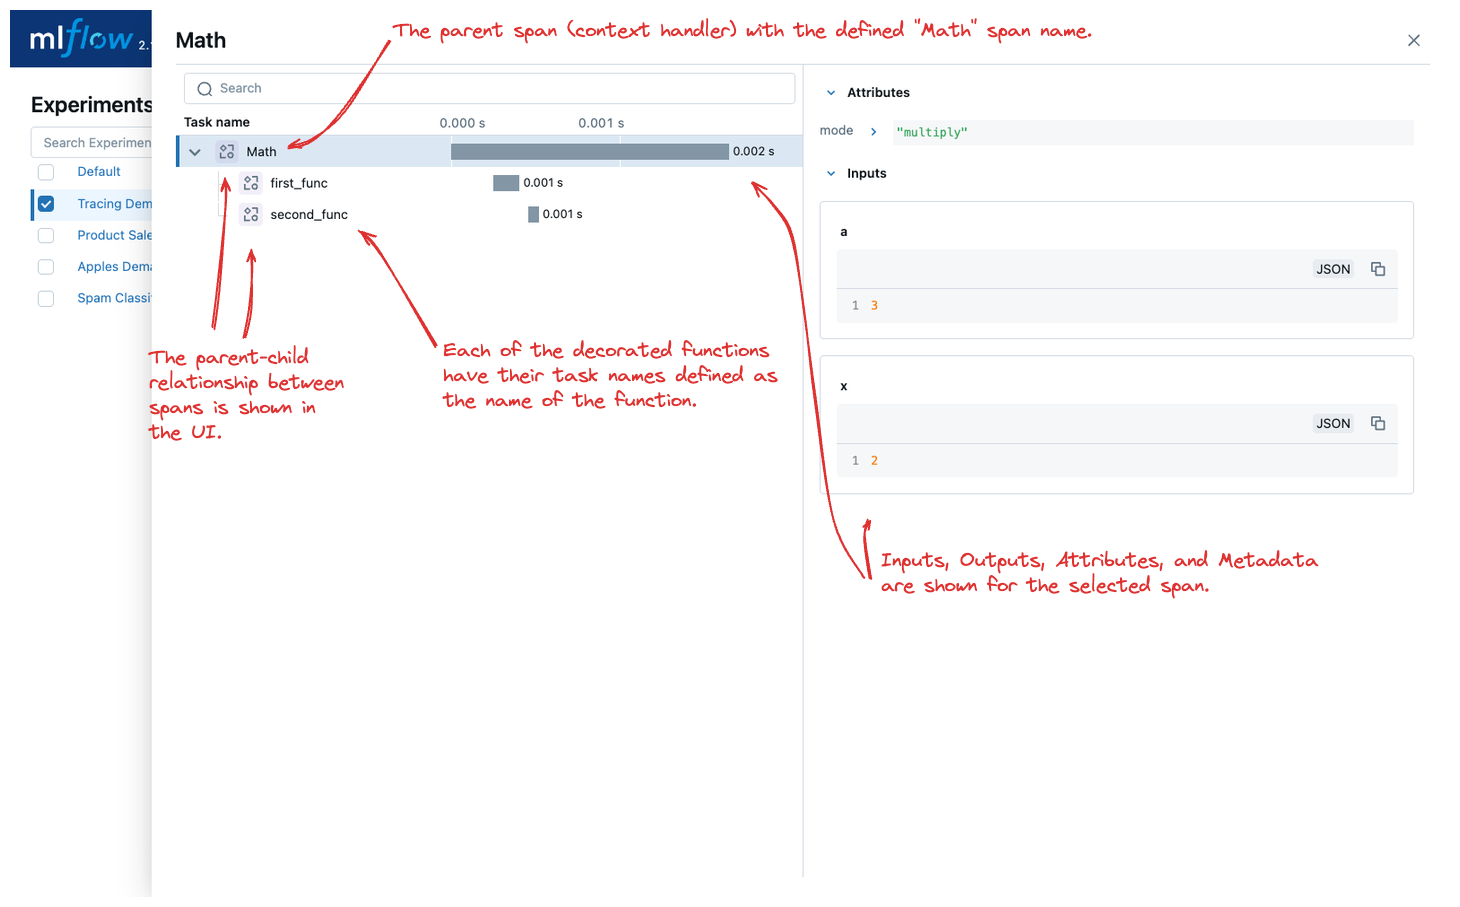 mlflow 2.1
Math
The parent span (context handler) with the defined "Math" span name.
Experiments
Search Experimen
Default
Tracing Dem
Product Sale
Apples Dema
Spam Classi
Search
Task name
0.000 s
0.001 s
Math
0.002 s
first_func
0.001 s
second_func
0.001 s
The parent-child
relationship between
spans is shown in
the UI.
Each of the decorated functions
have their task names defined as
the name of the function.
Attributes
mode
"multiply"
Inputs
a
JSON
1 3
x
JSON
1 2
Inputs, Outputs, Attributes, and Metadata
are shown for the selected span.